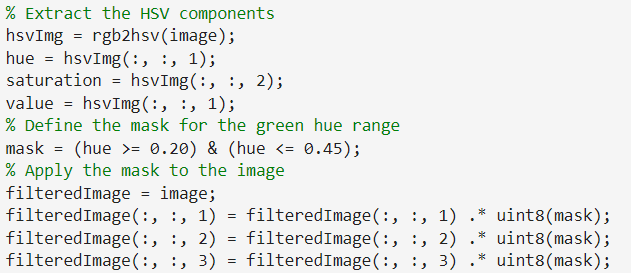 % Extract the HSV components
hsvImg = rgb2hsv(image);
hue = hsvImg(:, :, 1);
saturation = hsvImg(:, :, 2);
value = hsvImg(:, :, 1);
% Define the mask for the green hue range
mask = (hue >= 0.20) & (hue <= 0.45);
% Apply the mask to the image
filteredImage = image;
filteredImage(:, :, 1) = filteredImage(:, :, 1) .* uint8(mask);
filteredImage(:, :, 2) = filteredImage(:, :, 2) .* uint8(mask);
filteredImage(:, :, 3) = filteredImage(:, :, 3) .* uint8(mask);